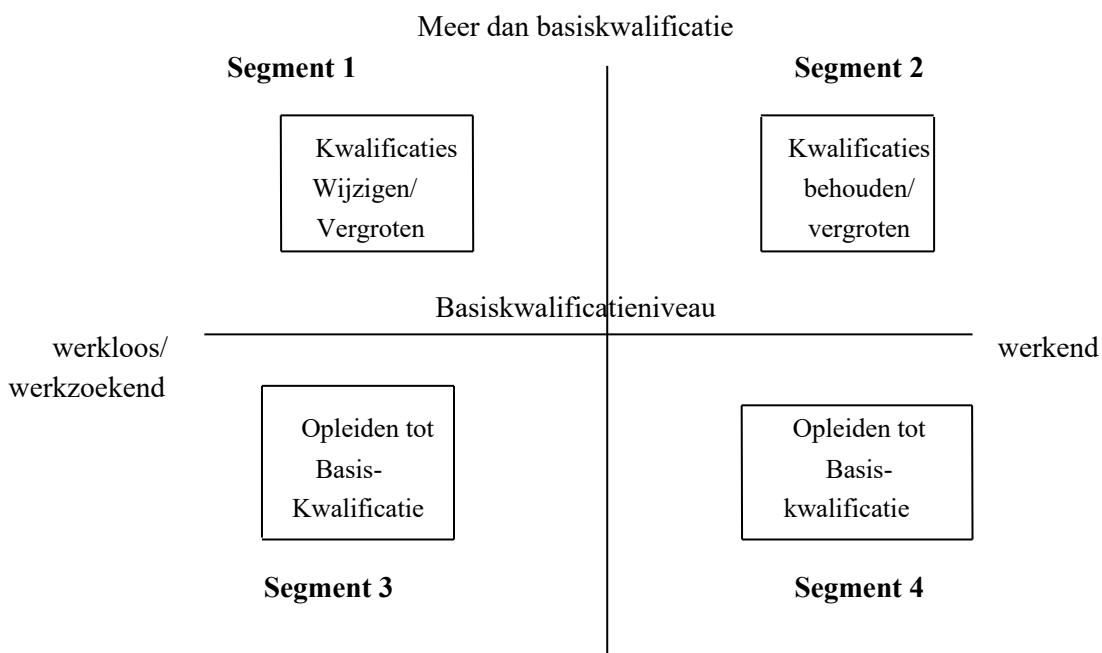 Meer dan basiskwalificatie
Segment 1
Segment 2
Kwalificaties
Wijzigen/
Vergroten
Kwalificaties
behouden/
vergroten
Basiskwalificatieniveau
werkloos/
werkzoekend
werkend
Opleiden tot
Basis-
Kwalificatie
Opleiden tot
Basis-
kwalificatie
Segment 3
Segment 4